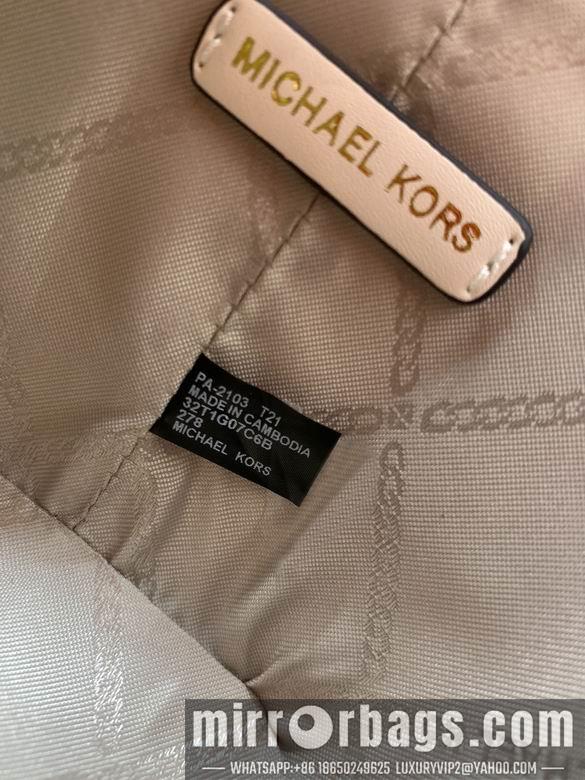 MICHAEL KORS
PA-2103 T21
MADE IN CAMBODIA
32T1G07C6B
278
MICHAEL KORS
mirrorbags.com
WHATSAPP:+86 18650249625 LUXURYVIP2@YAHOO.COM